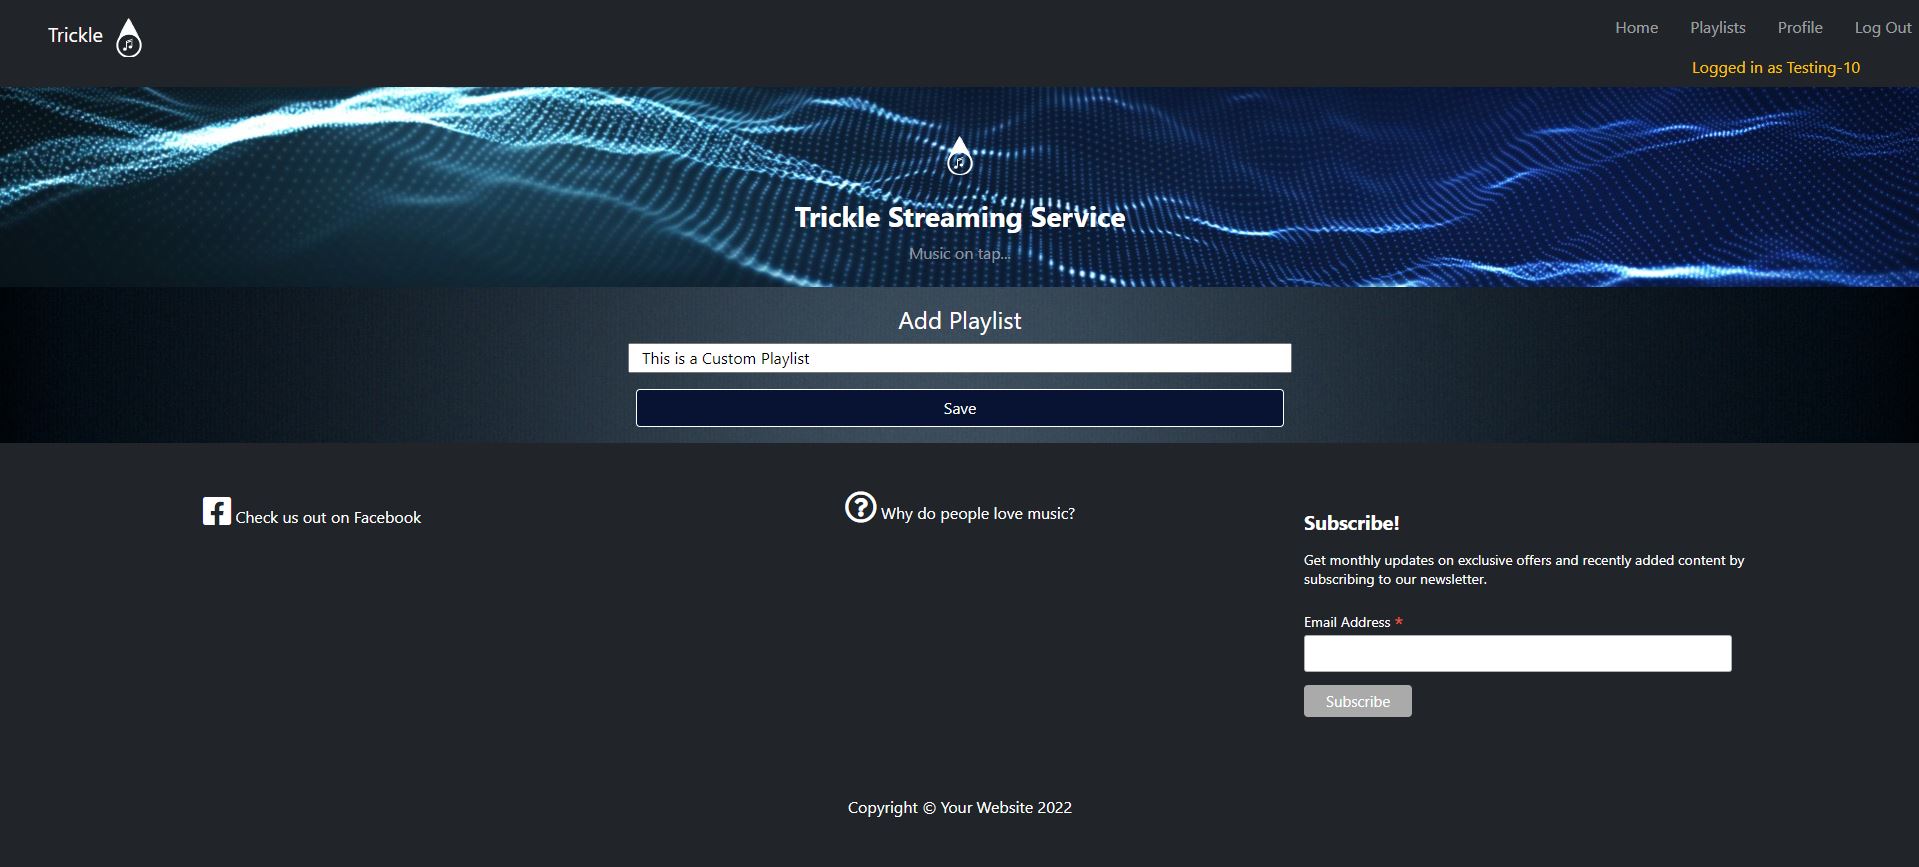 Trickle
Home Playlists Profile Log Out
Logged in as Testing-10
Trickle Streaming Service
Music on tap...
Add Playlist
This is a Custom Playlist
Save
Check us out on Facebook
Why do people love music?
Subscribe!
Get monthly updates on exclusive offers and recently added content by
subscribing to our newsletter.
Email Address *
Subscribe
Copyright © Your Website 2022